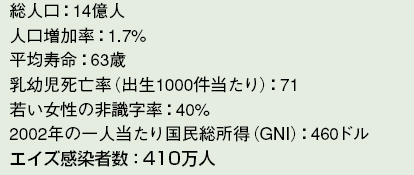 総人口：14億人
人口増加率：1.7%
平均寿命：63歳
乳幼児死亡率（出生1000件当たり）：71
若い女性の非識字率：40%
2002年の一人当たり国民総所得（GNI）：460ドル
エイズ感染者数：410万人